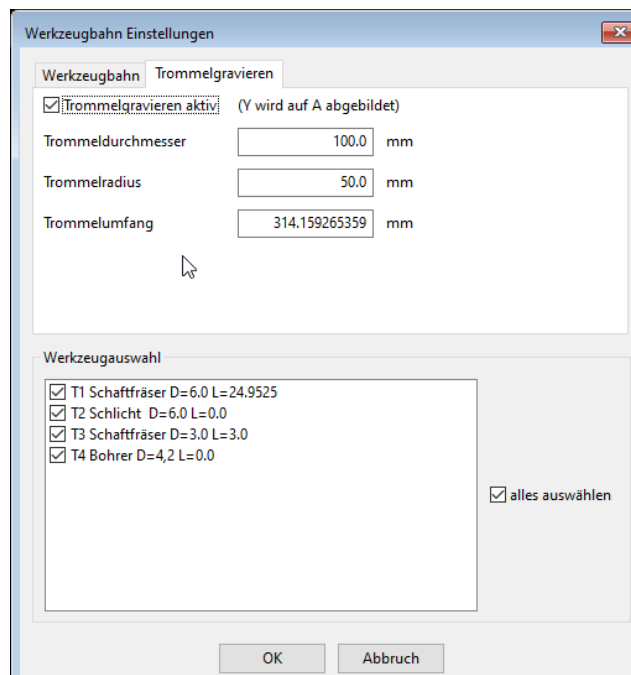 Werkzeugbahn Einstellungen
Werkzeugbahn Trommelgravieren
Trommelgravieren aktiv (Y wird auf A abgebildet)
Trommeldurchmesser 100.0 mm
Trommelradius 50.0 mm
Trommelumfang 314.159265359 mm
Werkzeugauswahl
T1 Schaftfräser D=6.0 L=24.9525
T2 Schlicht D=6.0 L=0.0
T3 Schaftfräser D=3.0 L=3.0
T4 Bohrer D=4,2 L=0.0
alles auswählen
OK Abbruch